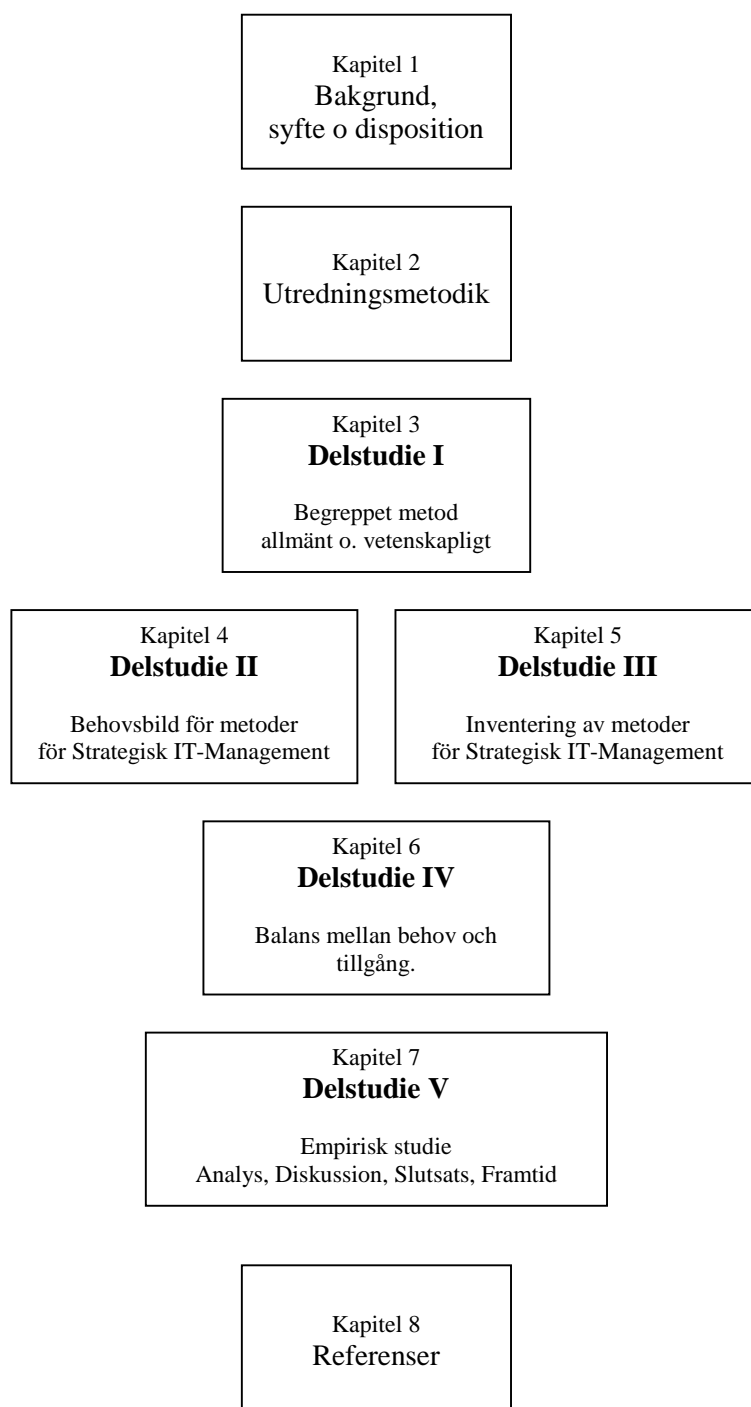 Kapitel 1
Bakgrund,
syfte o disposition
Kapitel 2
Utredningsmetodik
Kapitel 3
Delstudie I
Begreppet metod
allmänt o. vetenskapligt
Kapitel 4
Delstudie II
Behovsbild för metoder
för Strategisk IT-Management
Kapitel 5
Delstudie III
Inventering av metoder
för Strategisk IT-Management
Kapitel 6
Delstudie IV
Balans mellan behov och
tillgång.
Kapitel 7
Delstudie V
Empirisk studie
Analys, Diskussion, Slutsats, Framtid
Kapitel 8
Referenser